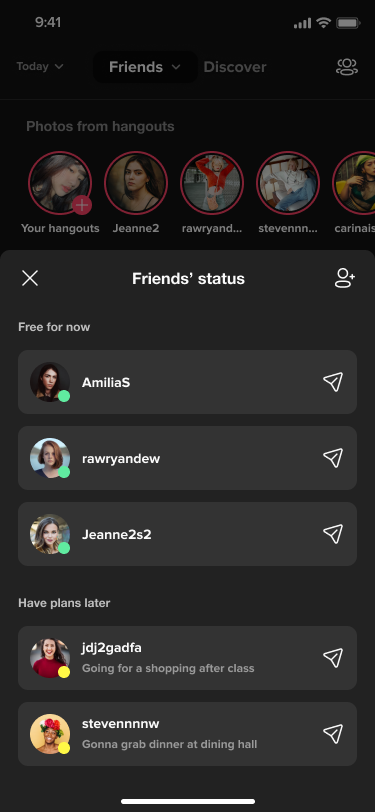 9:41
Today
Friends
Discover
Photos from hangouts
Your hangouts
Jeanne2
rawryand...
stevennn...
carinais
Friends’ status
Free for now
AmiliaS
rawryandew
Jeanne2s2
Have plans later
jdj2gadfa
Going for a shopping after class
stevennnnw
Gonna grab dinner at dining hall